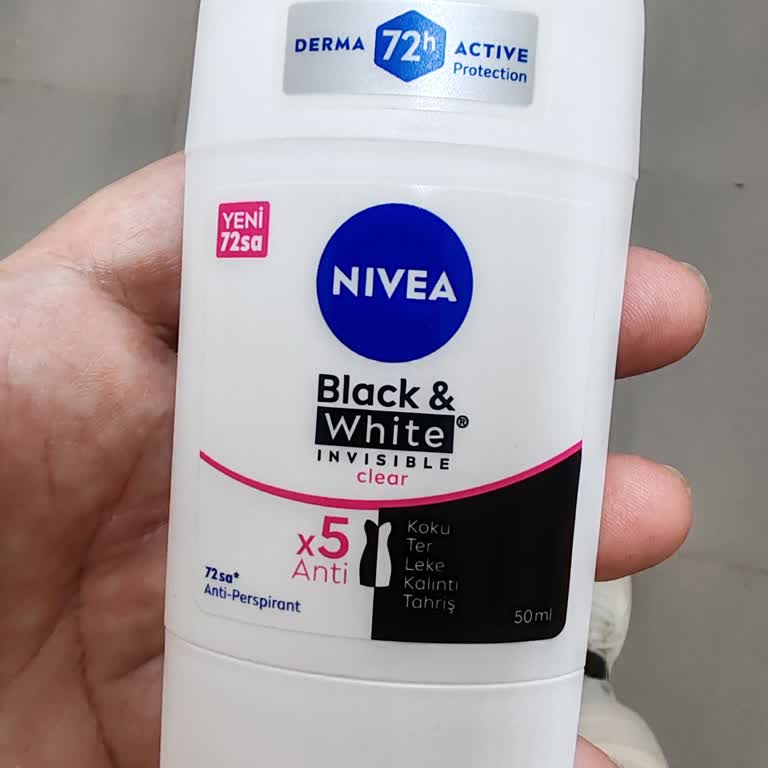 DERMA 72h ACTIVE
Protection
YENİ
72sa
NIVEA
Black &
White®
INVISIBLE
clear
x5
Anti
Koku
Ter
Leke
Kalıntı
Tahriş
72sa*
Anti-Perspirant
50ml